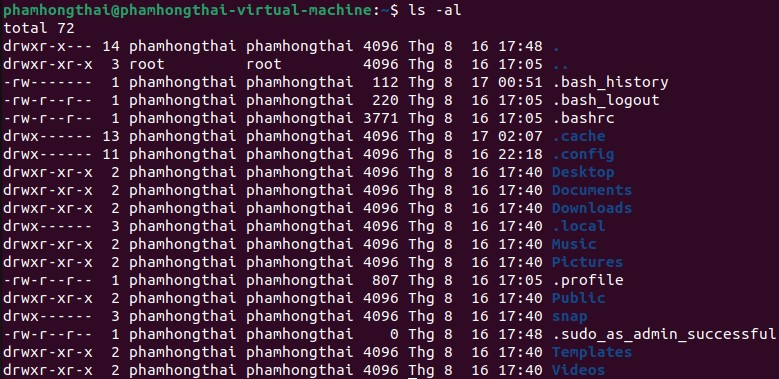 phamhongthai@phamhongthai-virtual-machine:~$ ls -al
total 72
drwxr-x--- 14 phamhongthai phamhongthai 4096 Thg 8  16 17:48 .
drwxr-xr-x  3 root         root         4096 Thg 8  16 17:05 ..
-rw-------  1 phamhongthai phamhongthai  112 Thg 8  17 00:51 .bash_history
-rw-r--r--  1 phamhongthai phamhongthai  220 Thg 8  16 17:05 .bash_logout
-rw-r--r--  1 phamhongthai phamhongthai 3771 Thg 8  16 17:05 .bashrc
drwx------ 13 phamhongthai phamhongthai 4096 Thg 8  17 02:07 .cache
drwx------ 11 phamhongthai phamhongthai 4096 Thg 8  16 22:18 .config
drwxr-xr-x  2 phamhongthai phamhongthai 4096 Thg 8  16 17:40 Desktop
drwxr-xr-x  2 phamhongthai phamhongthai 4096 Thg 8  16 17:40 Documents
drwxr-xr-x  2 phamhongthai phamhongthai 4096 Thg 8  16 17:40 Downloads
drwx------  3 phamhongthai phamhongthai 4096 Thg 8  16 17:40 .local
drwxr-xr-x  2 phamhongthai phamhongthai 4096 Thg 8  16 17:40 Music
drwxr-xr-x  2 phamhongthai phamhongthai 4096 Thg 8  16 17:40 Pictures
-rw-r--r--  1 phamhongthai phamhongthai  807 Thg 8  16 17:05 .profile
drwxr-xr-x  2 phamhongthai phamhongthai 4096 Thg 8  16 17:40 Public
drwx------  3 phamhongthai phamhongthai 4096 Thg 8  16 17:40 snap
-rw-r--r--  1 phamhongthai phamhongthai    0 Thg 8  16 17:48 .sudo_as_admin_successful
drwxr-xr-x  2 phamhongthai phamhongthai 4096 Thg 8  16 17:40 Templates
drwxr-xr-x  2 phamhongthai phamhongthai 4096 Thg 8  16 17:40 Videos